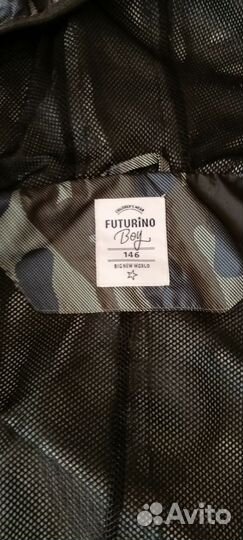 CHILDREN'S WEAR
FUTURINO
Boy
146
BIG NEW WORLD
Avito